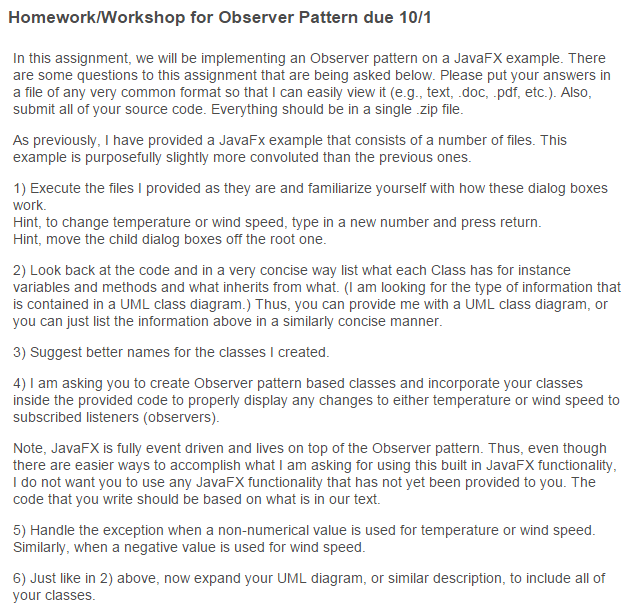 Homework/Workshop for Observer Pattern due 10/1
In this assignment, we will be implementing an Observer pattern on a JavaFX example. There
are some questions to this assignment that are being asked below. Please put your answers in
a file of any very common format so that I can easily view it (e.g., text, .doc, .pdf, etc.). Also,
submit all of your source code. Everything should be in a single .zip file.
As previously, I have provided a JavaFx example that consists of a number of files. This
example is purposefully slightly more convoluted than the previous ones.
1) Execute the files I provided as they are and familiarize yourself with how these dialog boxes
work.
Hint, to change temperature or wind speed, type in a new number and press return.
Hint, move the child dialog boxes off the root one.
2) Look back at the code and in a very concise way list what each Class has for instance
variables and methods and what inherits from what. (I am looking for the type of information that
is contained in a UML class diagram.) Thus, you can provide me with a UML class diagram, or
you can just list the information above in a similarly concise manner.
3) Suggest better names for the classes I created.
4) I am asking you to create Observer pattern based classes and incorporate your classes
inside the provided code to properly display any changes to either temperature or wind speed to
subscribed listeners (observers).
Note, JavaFX is fully event driven and lives on top of the Observer pattern. Thus, even though
there are easier ways to accomplish what I am asking for using this built in JavaFX functionality,
I do not want you to use any JavaFX functionality that has not yet been provided to you. The
code that you write should be based on what is in our text.
5) Handle the exception when a non-numerical value is used for temperature or wind speed.
Similarly, when a negative value is used for wind speed.
6) Just like in 2) above, now expand your UML diagram, or similar description, to include all of
your classes.